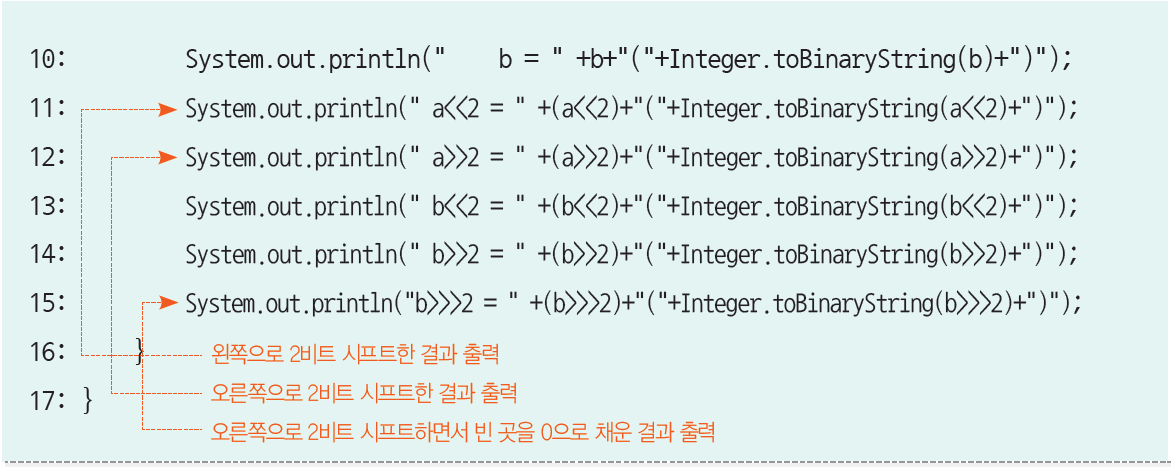 10: System.out.println("    b = " +b+"("+Integer.toBinaryString(b)+")");
11: System.out.println(" a<<2 = " +(a<<2)+"("+Integer.toBinaryString(a<<2)+")");
12: System.out.println(" a>>2 = " +(a>>2)+"("+Integer.toBinaryString(a>>2)+")");
13: System.out.println(" b<<2 = " +(b<<2)+"("+Integer.toBinaryString(b<<2)+")");
14: System.out.println(" b>>2 = " +(b>>2)+"("+Integer.toBinaryString(b>>2)+")");
15: System.out.println("b>>>2 = " +(b>>>2)+"("+Integer.toBinaryString(b>>>2)+")");
16: } 왼쪽으로 2비트 시프트한 결과 출력
오른쪽으로 2비트 시프트한 결과 출력
17: }
오른쪽으로 2비트 시프트하면서 빈 곳을 0으로 채운 결과 출력